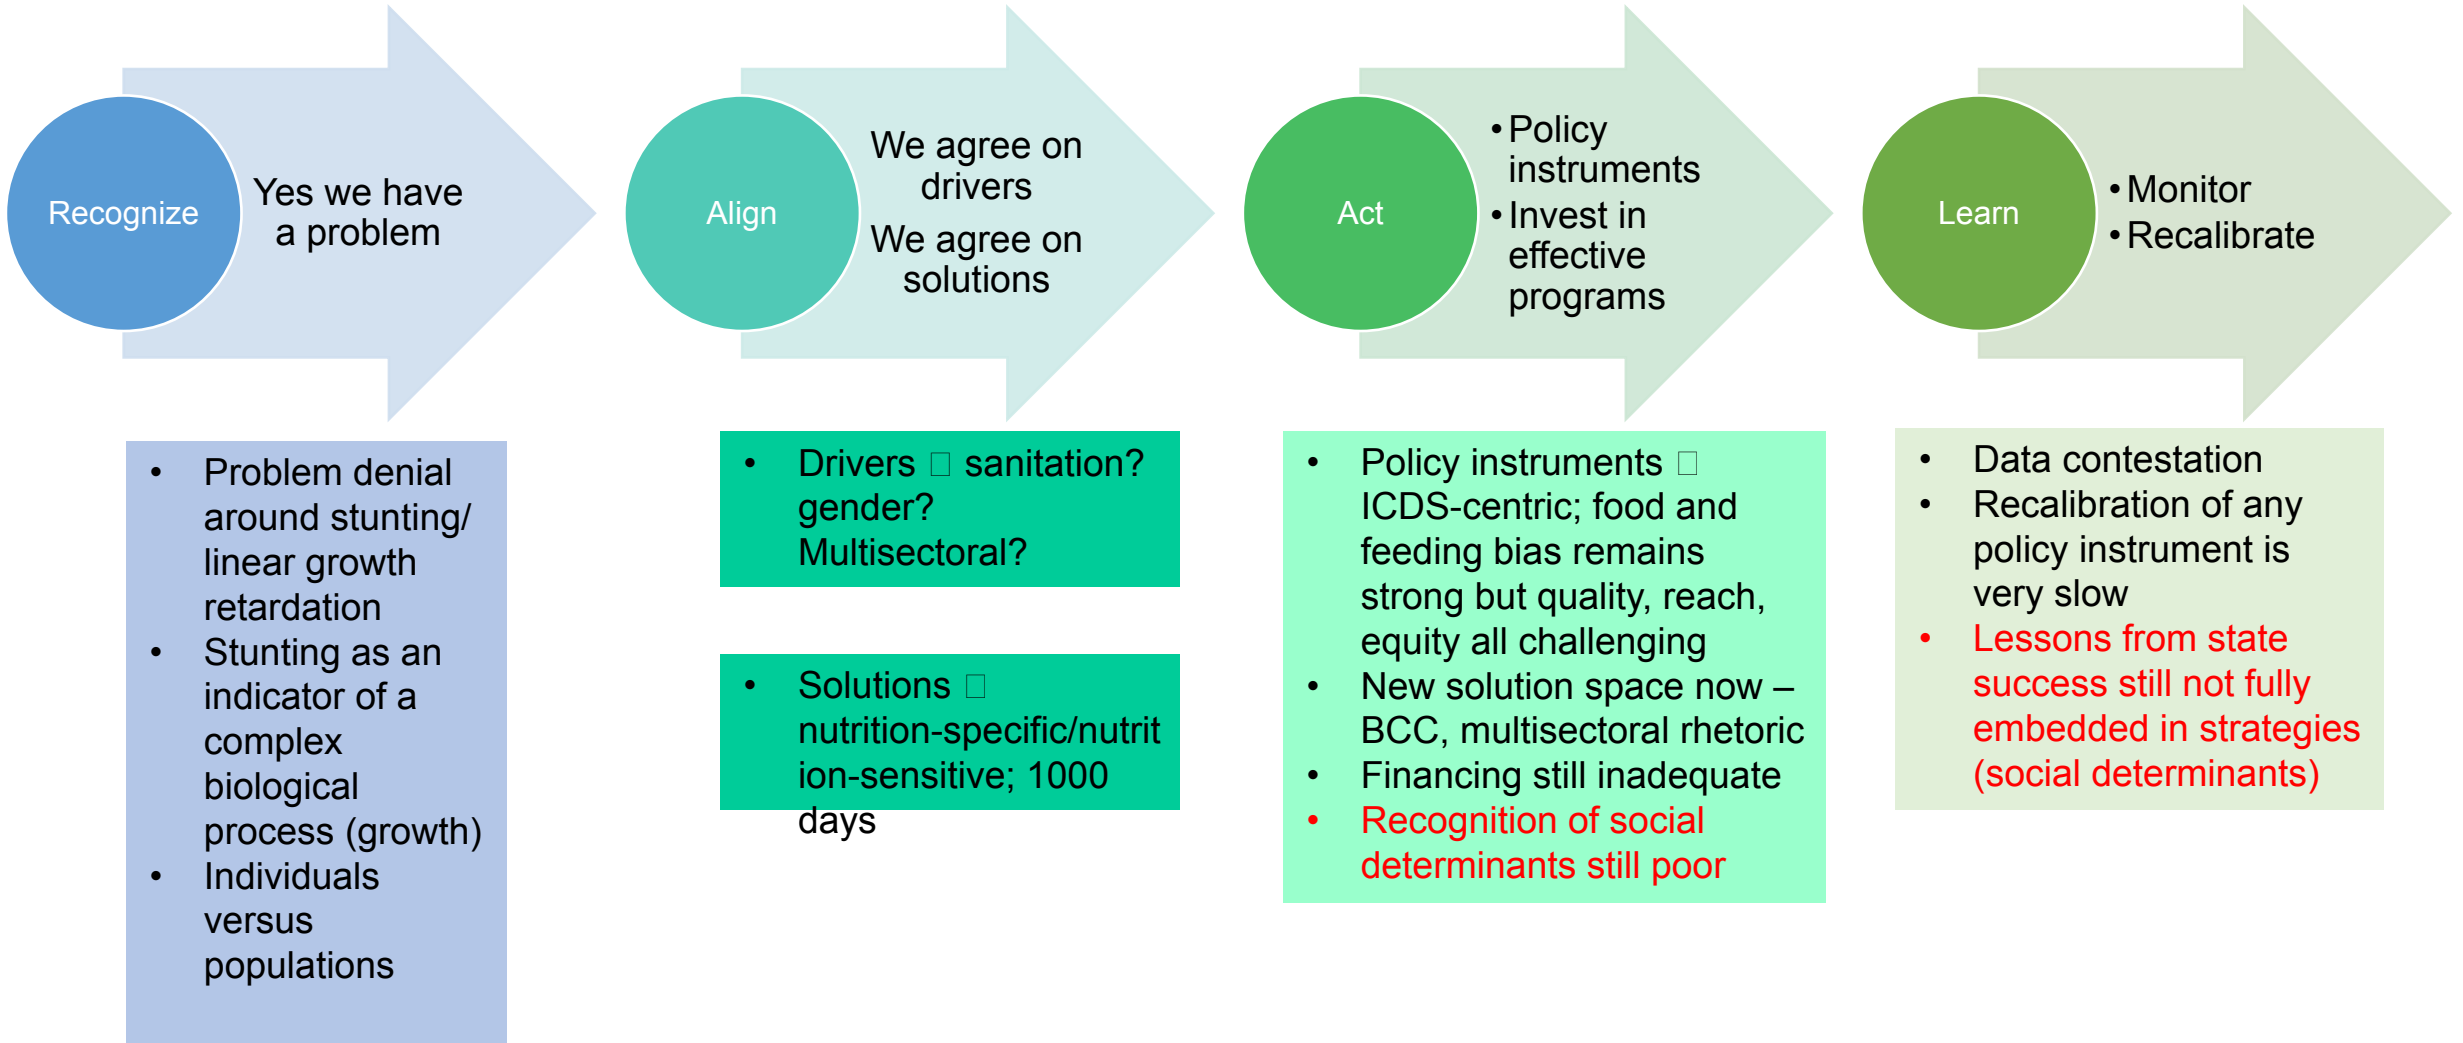 Recognize
Yes we have
a problem
Align
We agree on
drivers
We agree on
solutions
Act
• Policy
instruments
• Invest in
effective
programs
Learn
• Monitor
• Recalibrate
• Problem denial
around stunting/
linear growth
retardation
• Stunting as an
indicator of a
complex
biological
process (growth)
• Individuals
versus
populations
• Drivers □ sanitation?
gender?
Multisectoral?
• Solutions □
nutrition-specific/nutrit
ion-sensitive; 1000
days
• Policy instruments □
ICDS-centric; food and
feeding bias remains
strong but quality, reach,
equity all challenging
• New solution space now –
BCC, multisectoral rhetoric
• Financing still inadequate
• Recognition of social
determinants still poor
• Data contestation
• Recalibration of any
policy instrument is
very slow
• Lessons from state
success still not fully
embedded in strategies
(social determinants)